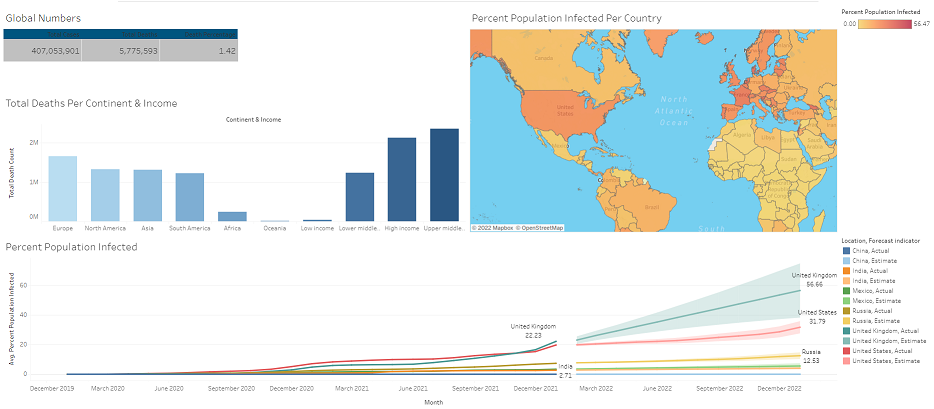 Global Numbers
407,053,901 5,775,593 1.42
Percent Population Infected Per Country
Percent Population Infected
0.00 56.47
Canada
United States
North Atlantic Ocean
Algeria
Libya
Sudan
Brazil
Turkey
Iran
South
© 2022 Mapbox © OpenStreetMap
Total Deaths Per Continent & Income
Continent & Income
Total Death Count
2M
1M
0M
Europe North America Asia South America Africa Oceania Low income Lower middle.. High income Upper middle..
Percent Population Infected
Avg. Percent Population Infected
60
40
20
0
United Kingdom
22.23
India
2.71
United Kingdom
56.66
United States
31.79
Russia
12.53
December 2019 March 2020 June 2020 September 2020 December 2020 March 2021 June 2021 September 2021 December 2021 March 2022 June 2022 September 2022 December 2022
Month
Location, Forecast indicator
China, Actual
China, Estimate
India, Actual
India, Estimate
Mexico, Actual
Mexico, Estimate
Russia, Actual
Russia, Estimate
United Kingdom, Actual
United Kingdom, Estimate
United States, Actual
United States, Estimate